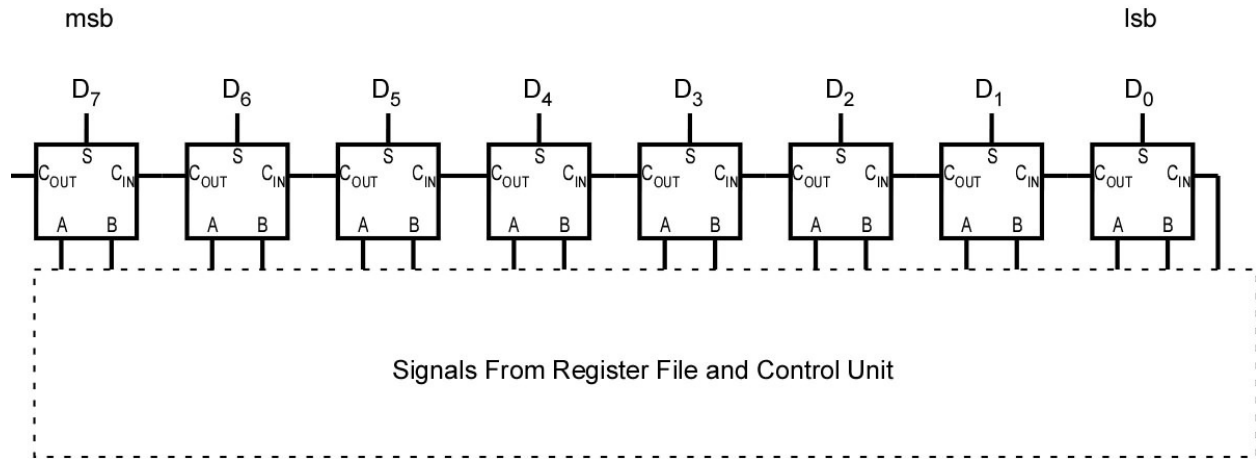 msb lsb
D7 D6 D5 D4 D3 D2 D1 D0
S S S S S S S S
COUT CIN COUT CIN COUT CIN COUT CIN COUT CIN COUT CIN COUT CIN COUT CIN
A B A B A B A B A B A B A B A B
Signals From Register File and Control Unit